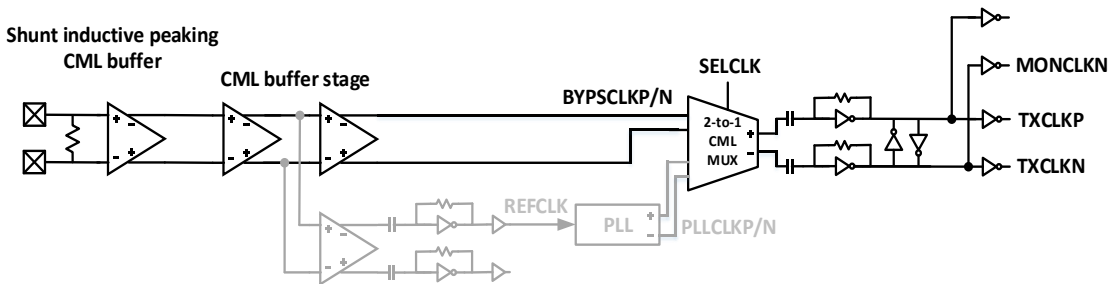 Shunt inductive peaking
CML buffer
CML buffer stage
BYPSCLKP/N
SELCLK
2-to-1
CML
MUX
MONCLKN
TXCLKP
TXCLKN
REFCLK
PLL
PLLCLKP/N